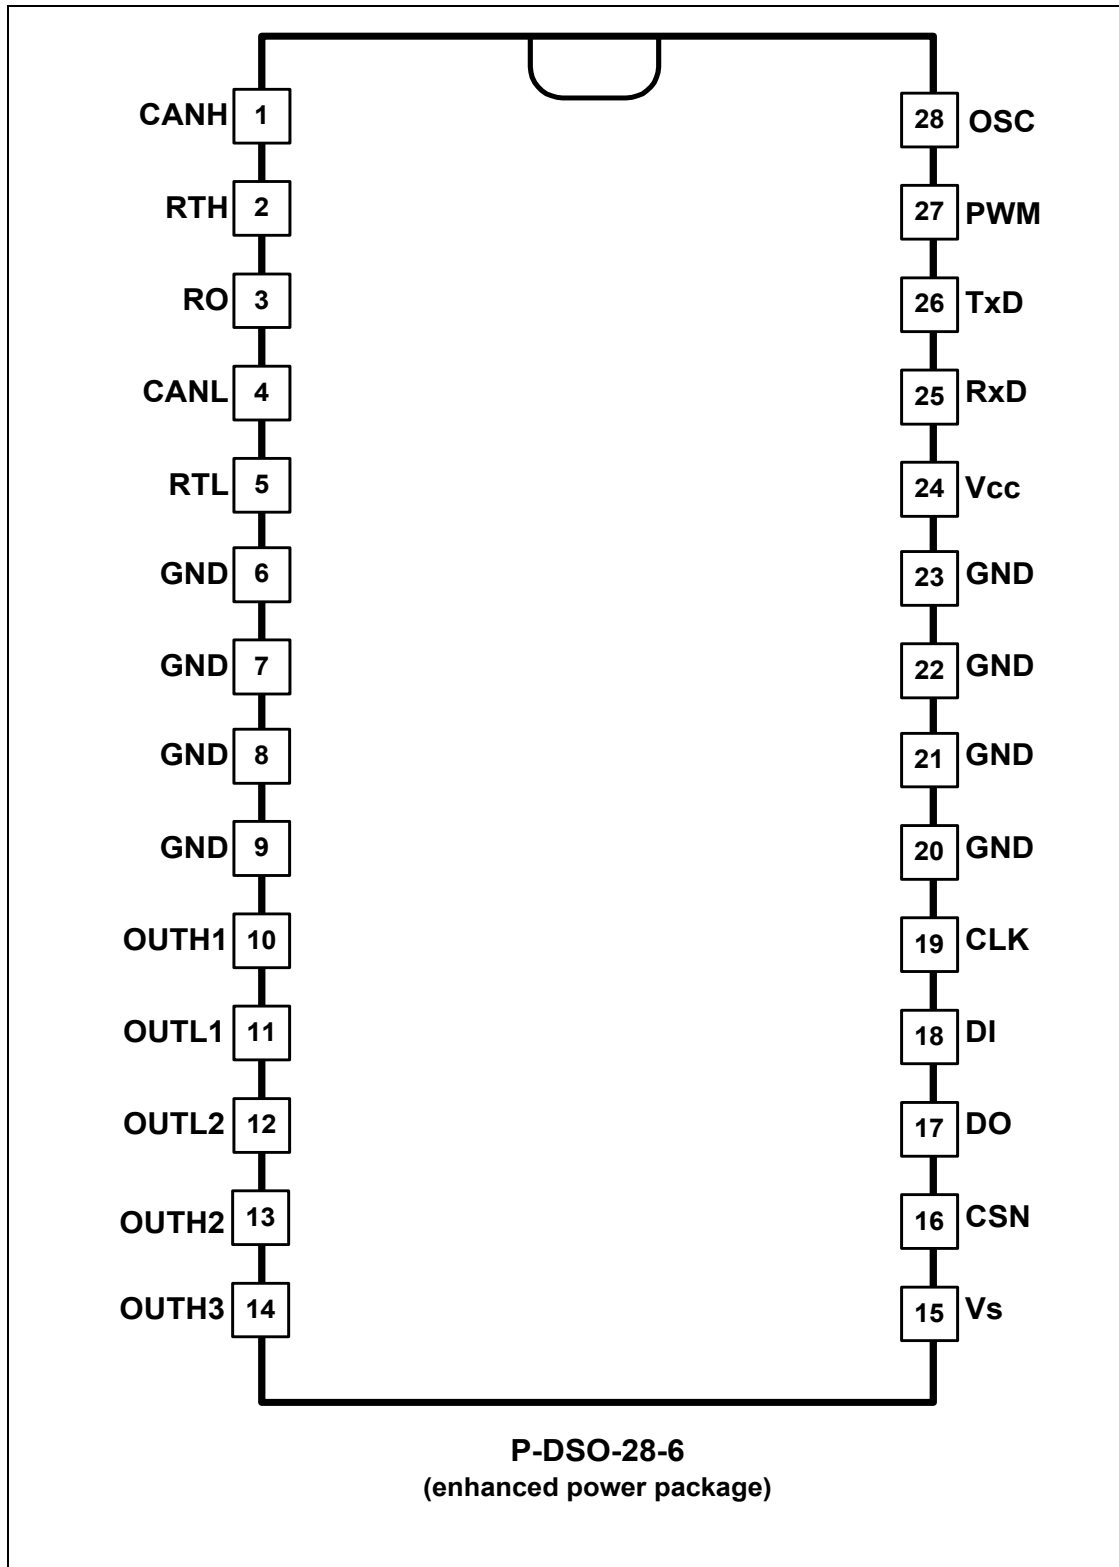 CANH 1 28 OSC
RTH 2 27 PWM
RO 3 26 TxD
CANL 4 25 RxD
RTL 5 24 Vcc
GND 6 23 GND
GND 7 22 GND
GND 8 21 GND
GND 9 20 GND
OUTH1 10 19 CLK
OUTL1 11 18 DI
OUTL2 12 17 DO
OUTH2 13 16 CSN
OUTH3 14 15 Vs
P-DSO-28-6
(enhanced power package)